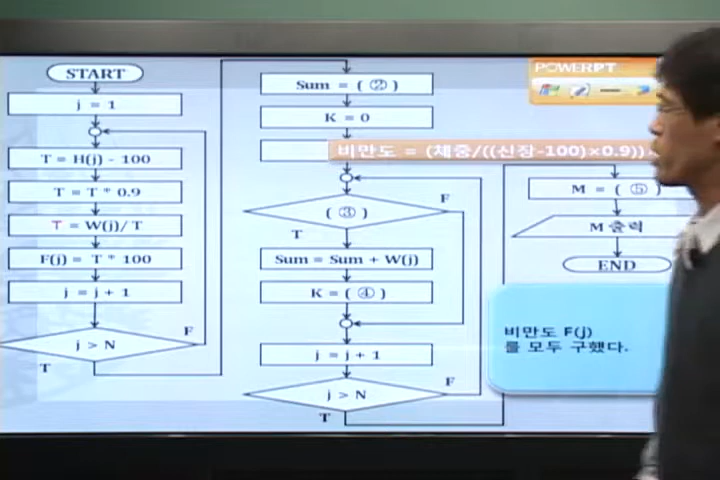 START
j = 1
T = H(j) - 100
T = T * 0.9
T = W(j)/ T
F(j) = T * 100
j = j + 1
j > N
F
T
Sum = ( ② )
K = 0
비만도 = (체중/((신장-100)×0.9))×
( ③ )
F
T
Sum = Sum + W(j)
K = ( ④ )
j = j + 1
j > N
F
T
POWERPT
M = ( ⑤ )
M 출력
END
비만도 F(j)
를 모두 구했다.